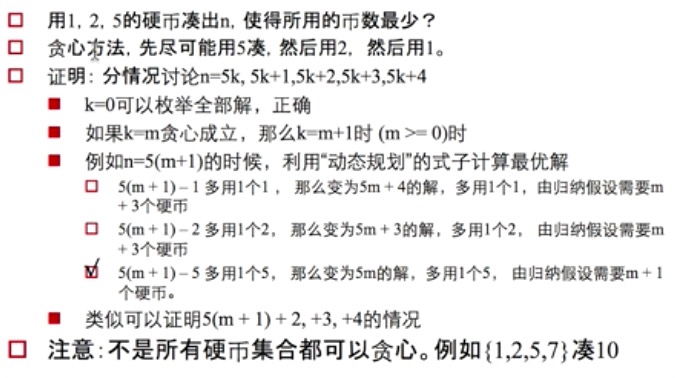 用1, 2, 5的硬币凑出n, 使得所用的币数最少？
贪心方法, 先尽可能用5凑, 然后用2, 然后用1。
证明: 分情况讨论n=5k, 5k+1,5k+2,5k+3,5k+4
k=0可以枚举全部解，正确
如果k=m贪心成立，那么k=m+1时 (m >= 0)时
例如n=5(m+1)的时候，利用“动态规划”的式子计算最优解
5(m + 1) – 1 多用1个1 ， 那么变为5m + 4的解，多用1个1，由归纳假设需要m
+ 3个硬币
5(m + 1) – 2 多用1个2， 那么变为5m + 3的解，多用1个2， 由归纳假设需要m
+ 3个硬币
5(m + 1) – 5 多用1个5， 那么变为5m的解，多用1个5， 由归纳假设需要m + 1
个硬币。
类似可以证明5(m + 1) + 2, +3, +4的情况
注意: 不是所有硬币集合都可以贪心。例如{1,2,5,7}凑10